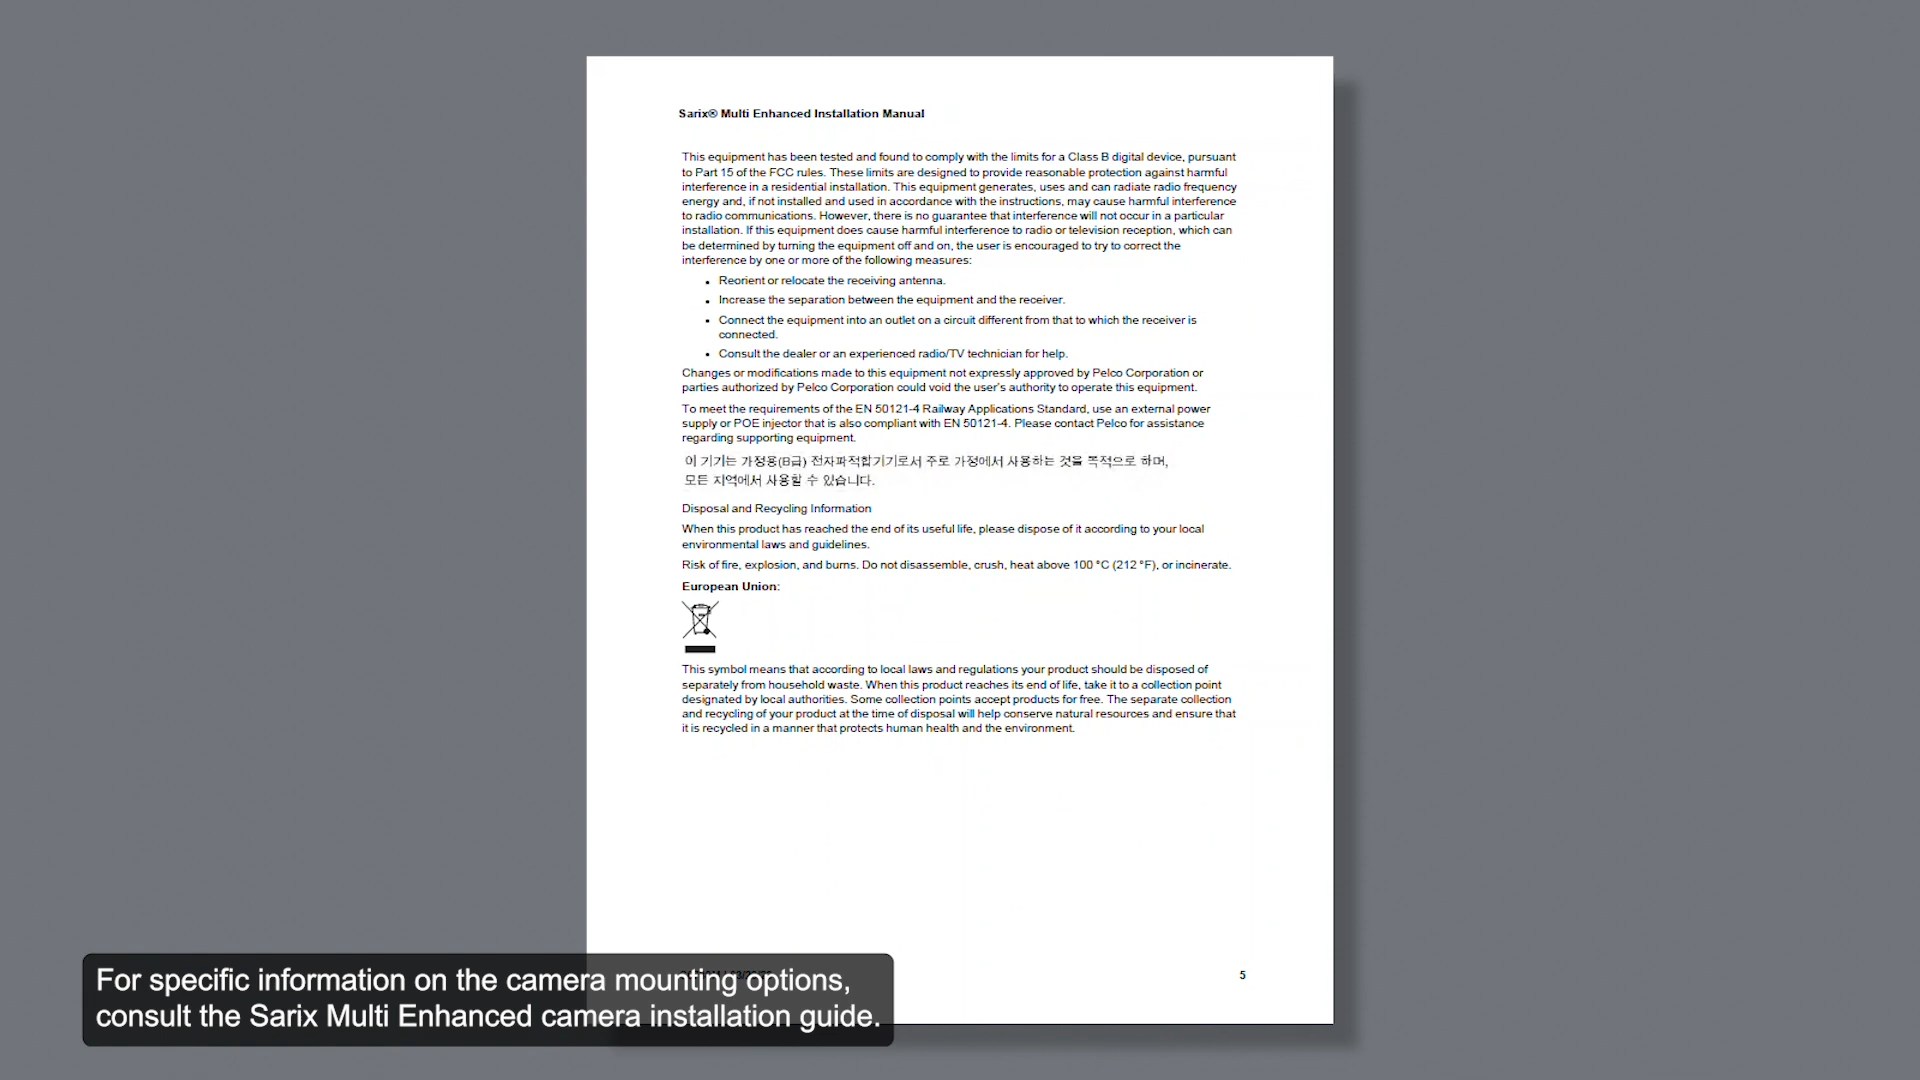 Sarix® Multi Enhanced Installation Manual
This equipment has been tested and found to comply with the limits for a Class B digital device, pursuant
to Part 15 of the FCC rules. These limits are designed to provide reasonable protection against harmful
interference in a residential installation. This equipment generates, uses and can radiate radio frequency
energy and, if not installed and used in accordance with the instructions, may cause harmful interference
to radio communications. However, there is no guarantee that interference will not occur in a particular
installation. If this equipment does cause harmful interference to radio or television reception, which can
be determined by turning the equipment off and on, the user is encouraged to try to correct the
interference by one or more of the following measures:
• Reorient or relocate the receiving antenna.
• Increase the separation between the equipment and the receiver.
• Connect the equipment into an outlet on a circuit different from that to which the receiver is
connected.
• Consult the dealer or an experienced radio/TV technician for help.
Changes or modifications made to this equipment not expressly approved by Pelco Corporation or
parties authorized by Pelco Corporation could void the user's authority to operate this equipment.
To meet the requirements of the EN 50121-4 Railway Applications Standard, use an external power
supply or POE injector that is also compliant with EN 50121-4. Please contact Pelco for assistance
regarding supporting equipment.
이 기기는 가정용(B급) 전자파적합기기로서 주로 가정에서 사용하는 것을 목적으로 하며,
모든 지역에서 사용할 수 있습니다.
Disposal and Recycling Information
When this product has reached the end of its useful life, please dispose of it according to your local
environmental laws and guidelines.
Risk of fire, explosion, and burns. Do not disassemble, crush, heat above 100 °C (212 °F), or incinerate.
European Union:
This symbol means that according to local laws and regulations your product should be disposed of
separately from household waste. When this product reaches its end of life, take it to a collection point
designated by local authorities. Some collection points accept products for free. The separate collection
and recycling of your product at the time of disposal will help conserve natural resources and ensure that
it is recycled in a manner that protects human health and the environment.
5
For specific information on the camera mounting options,
consult the Sarix Multi Enhanced camera installation guide.